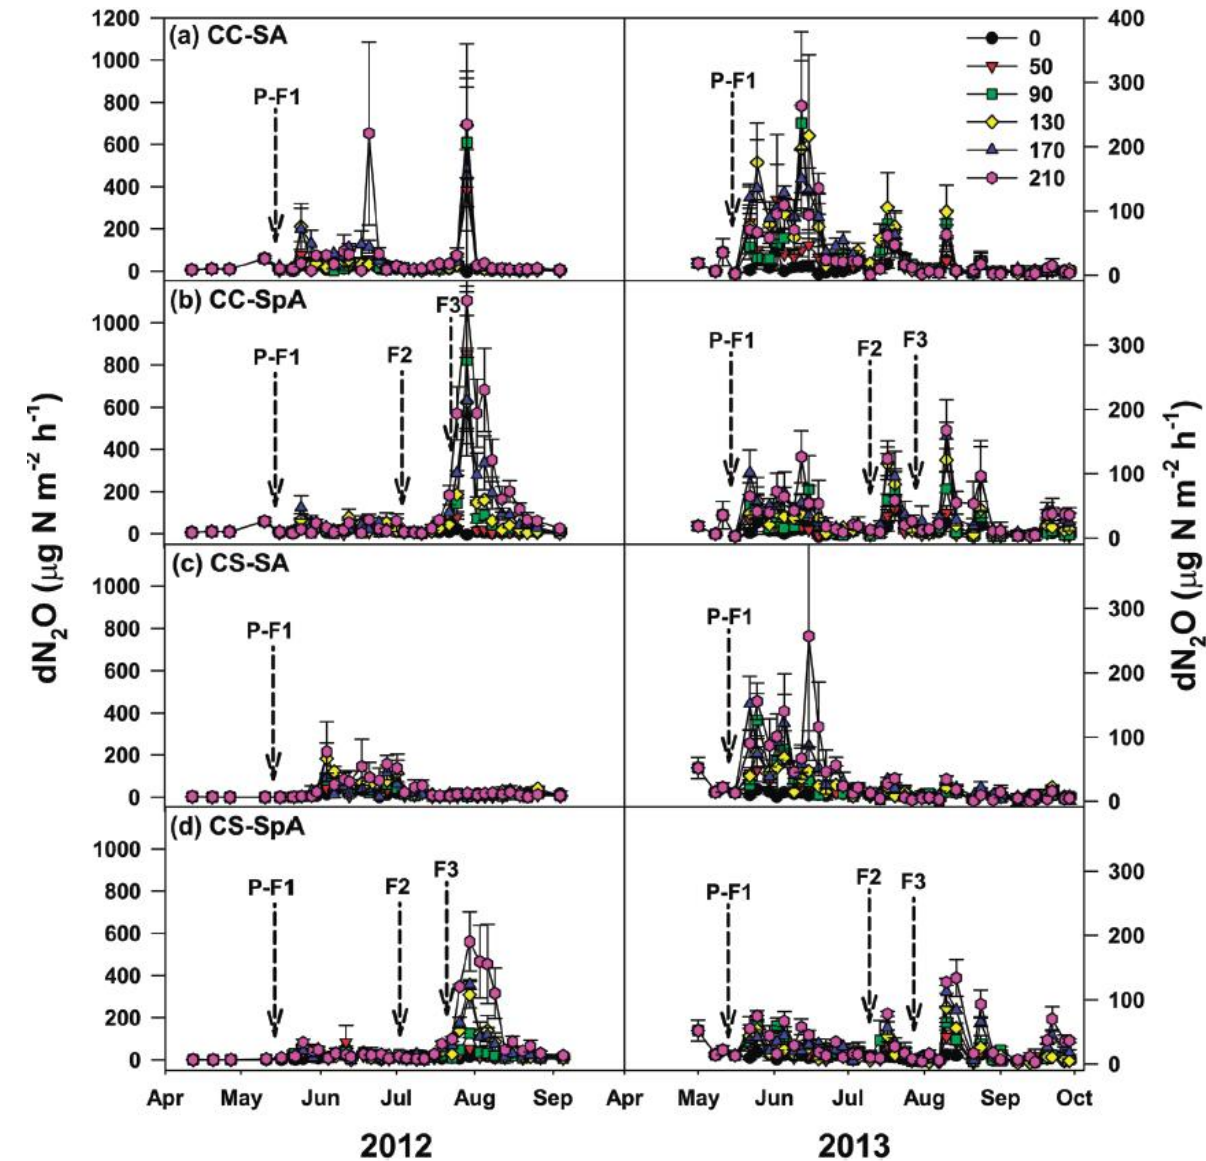 1200
(a) CC-SA
400
1000
0
50
P-F1
P-F1
300
800
90
130
600
200
170
400
210
100
200
0
0
(b) CC-SpA
F3
1000
P-F1
F2
P-F1
F2
F3
300
800
600
200
400
100
200
0
0
(c) CS-SA
1000
P-F1
P-F1
300
800
600
200
400
100
200
0
0
(d) CS-SpA
1000
P-F1
F2
F3
P-F1
F2
F3
300
800
600
200
400
100
200
0
0
dN₂O (μg N m⁻² h⁻¹)
dN₂O (μg N m⁻² h⁻¹)
Apr May Jun Jul Aug Sep Apr May Jun Jul Aug Sep Oct
2012 2013